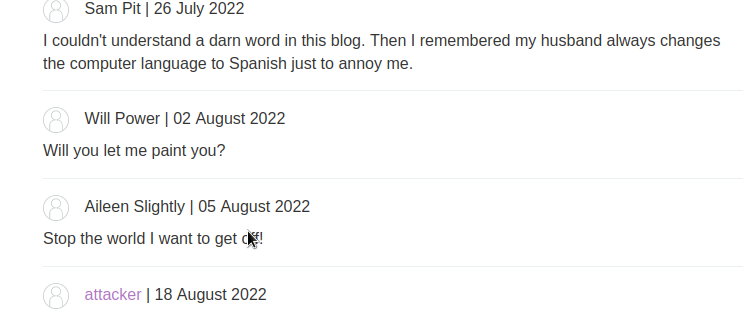 Sam Pit | 26 July 2022
I couldn't understand a darn word in this blog. Then I remembered my husband always changes
the computer language to Spanish just to annoy me.
Will Power | 02 August 2022
Will you let me paint you?
Aileen Slightly | 05 August 2022
Stop the world I want to get off!
attacker | 18 August 2022